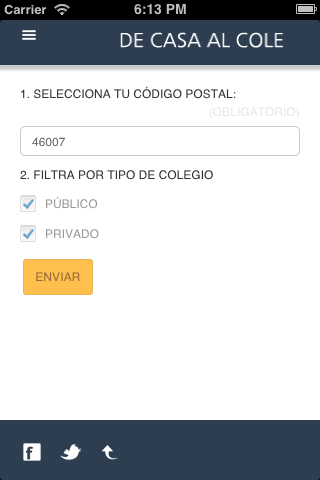 Carrier 6:13 PM
DE CASA AL COLE
1. SELECCIONA TU CÓDIGO POSTAL:
(OBLIGATORIO)
46007
2. FILTRA POR TIPO DE COLEGIO
PÚBLICO
PRIVADO
ENVIAR